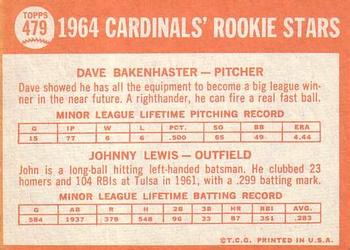 TOPPS
479
1964 CARDINALS' ROOKIE STARS
DAVE BAKENHASTER — PITCHER
Dave showed he has all the equipment to become a big league win-
ner in the near future. A righthander, he can fire a real fast ball.
MINOR LEAGUE LIFETIME PITCHING RECORD
G IP W L PCT. SO BB ERA
15 77 6 6 .500 65 49 4.44
JOHNNY LEWIS — OUTFIELD
John is a long-ball hitting left-handed batsman. He clubbed 23
homers and 104 RBIs at Tulsa in 1961, with a .299 batting mark.
MINOR LEAGUE LIFETIME BATTING RECORD
G AB R H 2B 3B HR RBI AVG.
584 1937 378 548 93 32 87 351 .283
©T.C.G. PRINTED IN U.S.A.